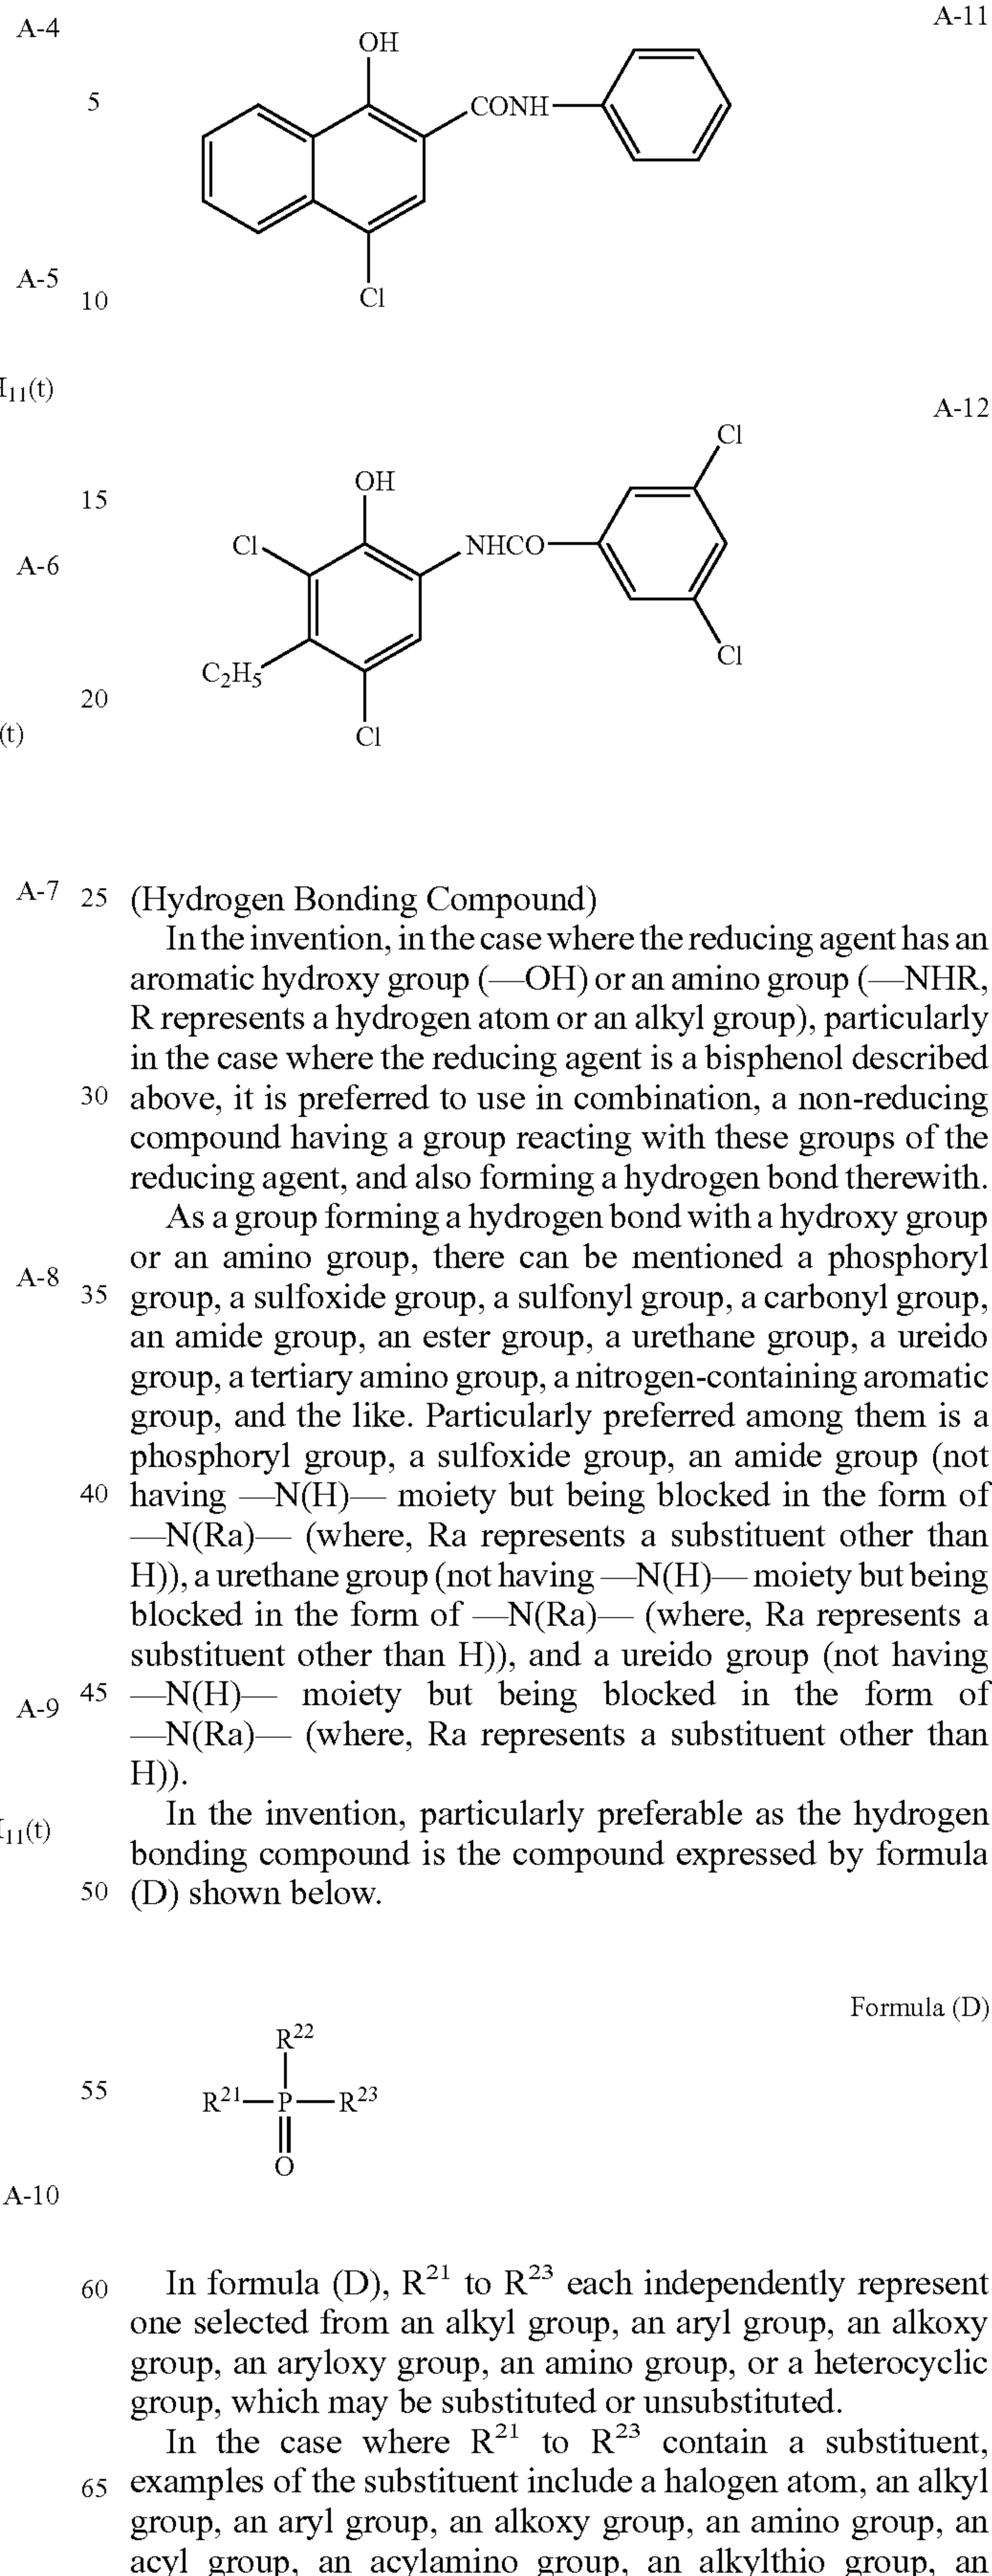 A-4
A-11
OH
5
CONH
A-5
10
Cl
H₁₁(t)
A-12
Cl
OH
15
Cl
NHCO
A-6
Cl
C₂H₅
20
(t)
Cl
A-7
25 (Hydrogen Bonding Compound)
In the invention, in the case where the reducing agent has an
aromatic hydroxy group (—OH) or an amino group (—NHR,
R represents a hydrogen atom or an alkyl group), particularly
in the case where the reducing agent is a bisphenol described
30 above, it is preferred to use in combination, a non-reducing
compound having a group reacting with these groups of the
reducing agent, and also forming a hydrogen bond therewith.
As a group forming a hydrogen bond with a hydroxy group
or an amino group, there can be mentioned a phosphoryl
A-8
35 group, a sulfoxide group, a sulfonyl group, a carbonyl group,
an amide group, an ester group, a urethane group, a ureido
group, a tertiary amino group, a nitrogen-containing aromatic
group, and the like. Particularly preferred among them is a
phosphoryl group, a sulfoxide group, an amide group (not
40 having —N(H)— moiety but being blocked in the form of
—N(Ra)— (where, Ra represents a substituent other than
H)), a urethane group (not having —N(H)— moiety but being
blocked in the form of —N(Ra)— (where, Ra represents a
substituent other than H)), and a ureido group (not having
45 —N(H)— moiety but being blocked in the form of
A-9
—N(Ra)— (where, Ra represents a substituent other than
H)).
In the invention, particularly preferable as the hydrogen
H₁₁(t)
bonding compound is the compound expressed by formula
50 (D) shown below.
Formula (D)
R²²
55
R²¹—P—R²³
O
A-10
60 In formula (D), R²¹ to R²³ each independently represent
one selected from an alkyl group, an aryl group, an alkoxy
group, an aryloxy group, an amino group, or a heterocyclic
group, which may be substituted or unsubstituted.
In the case where R²¹ to R²³ contain a substituent,
65 examples of the substituent include a halogen atom, an alkyl
group, an aryl group, an alkoxy group, an amino group, an
acyl group, an acylamino group, an alkylthio group, an